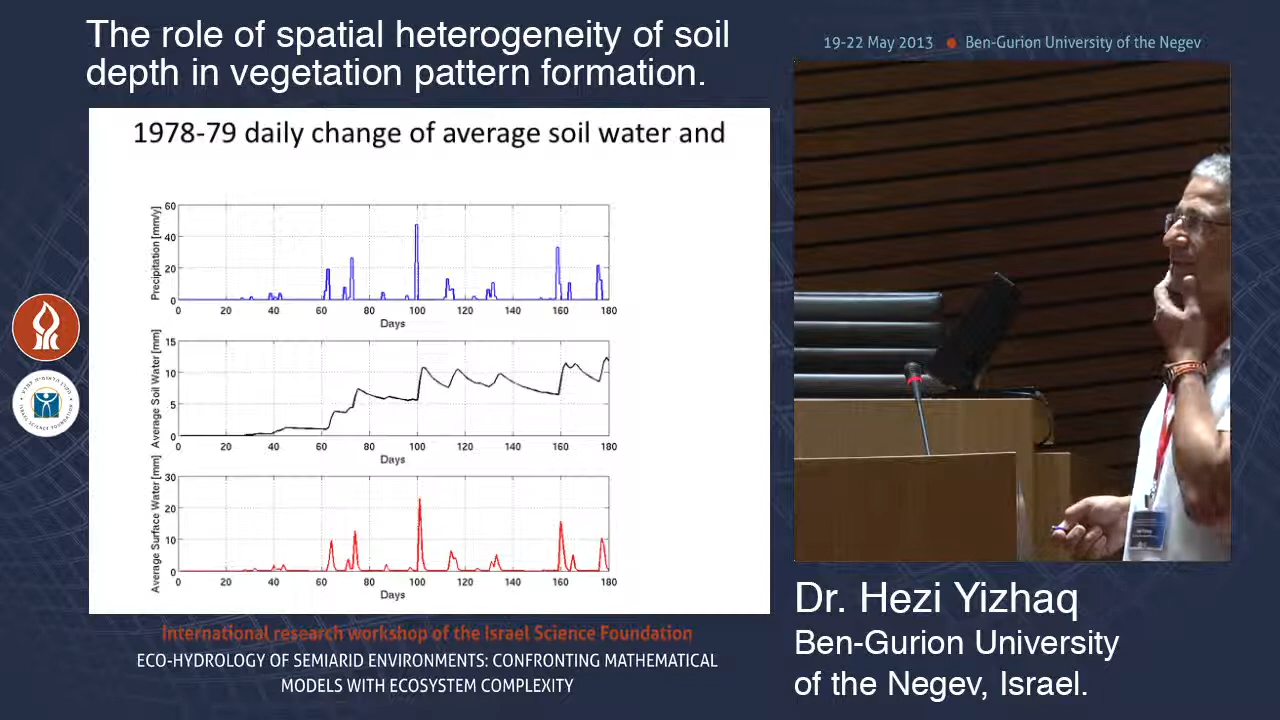 The role of spatial heterogeneity of soil
depth in vegetation pattern formation.
19-22 May 2013 ● Ben-Gurion University of the Negev
1978-79 daily change of average soil water and
Precipitation [mm/y]
60
40
20
0
0 20 40 60 80 100 120 140 160 180
Days
Average Soil Water [mm]
15
10
5
0
0 20 40 60 80 100 120 140 160 180
Days
Average Surface Water [mm]
30
20
10
0
0 20 40 60 80 100 120 140 160 180
Days
International research workshop of the Israel Science Foundation
ECO-HYDROLOGY OF SEMIARID ENVIRONMENTS: CONFRONTING MATHEMATICAL
MODELS WITH ECOSYSTEM COMPLEXITY
Dr. Hezi Yizhaq
Ben-Gurion University
of the Negev, Israel.